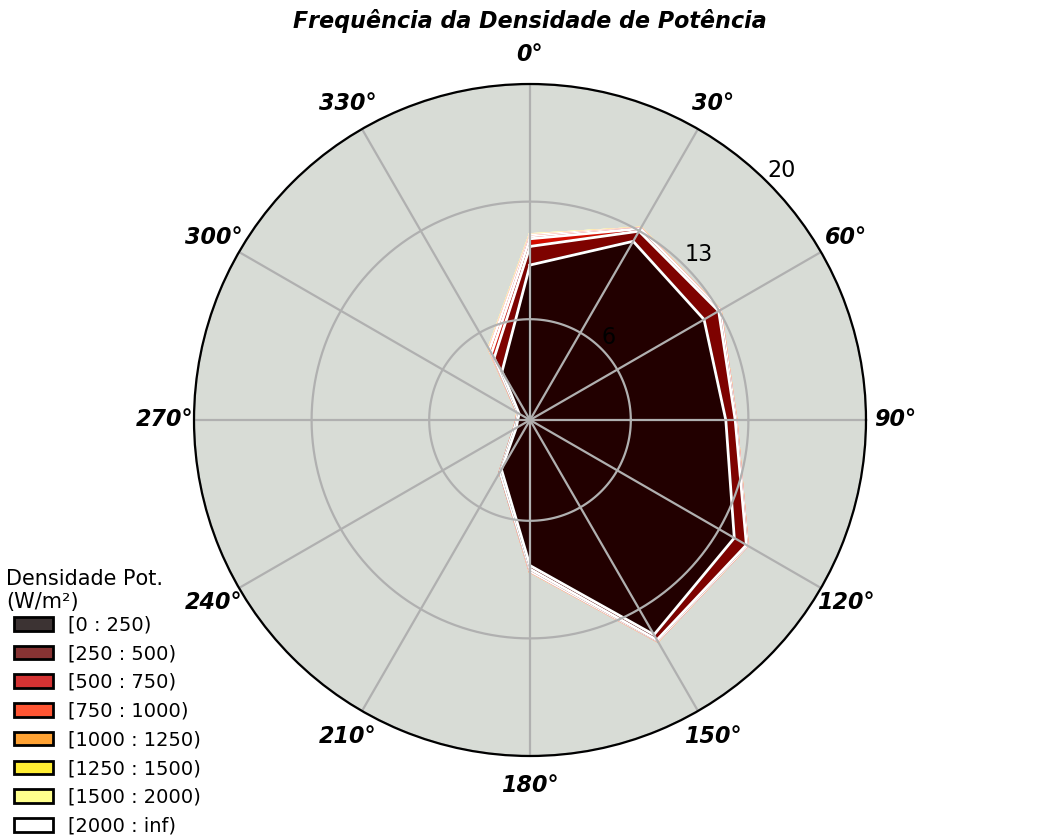 Frequência da Densidade de Potência
0°
330°
30°
20
300°
60°
13
6
270°
90°
240°
120°
210°
150°
180°
Densidade Pot.
(W/m²)
[0 : 250)
[250 : 500)
[500 : 750)
[750 : 1000)
[1000 : 1250)
[1250 : 1500)
[1500 : 2000)
[2000 : inf)